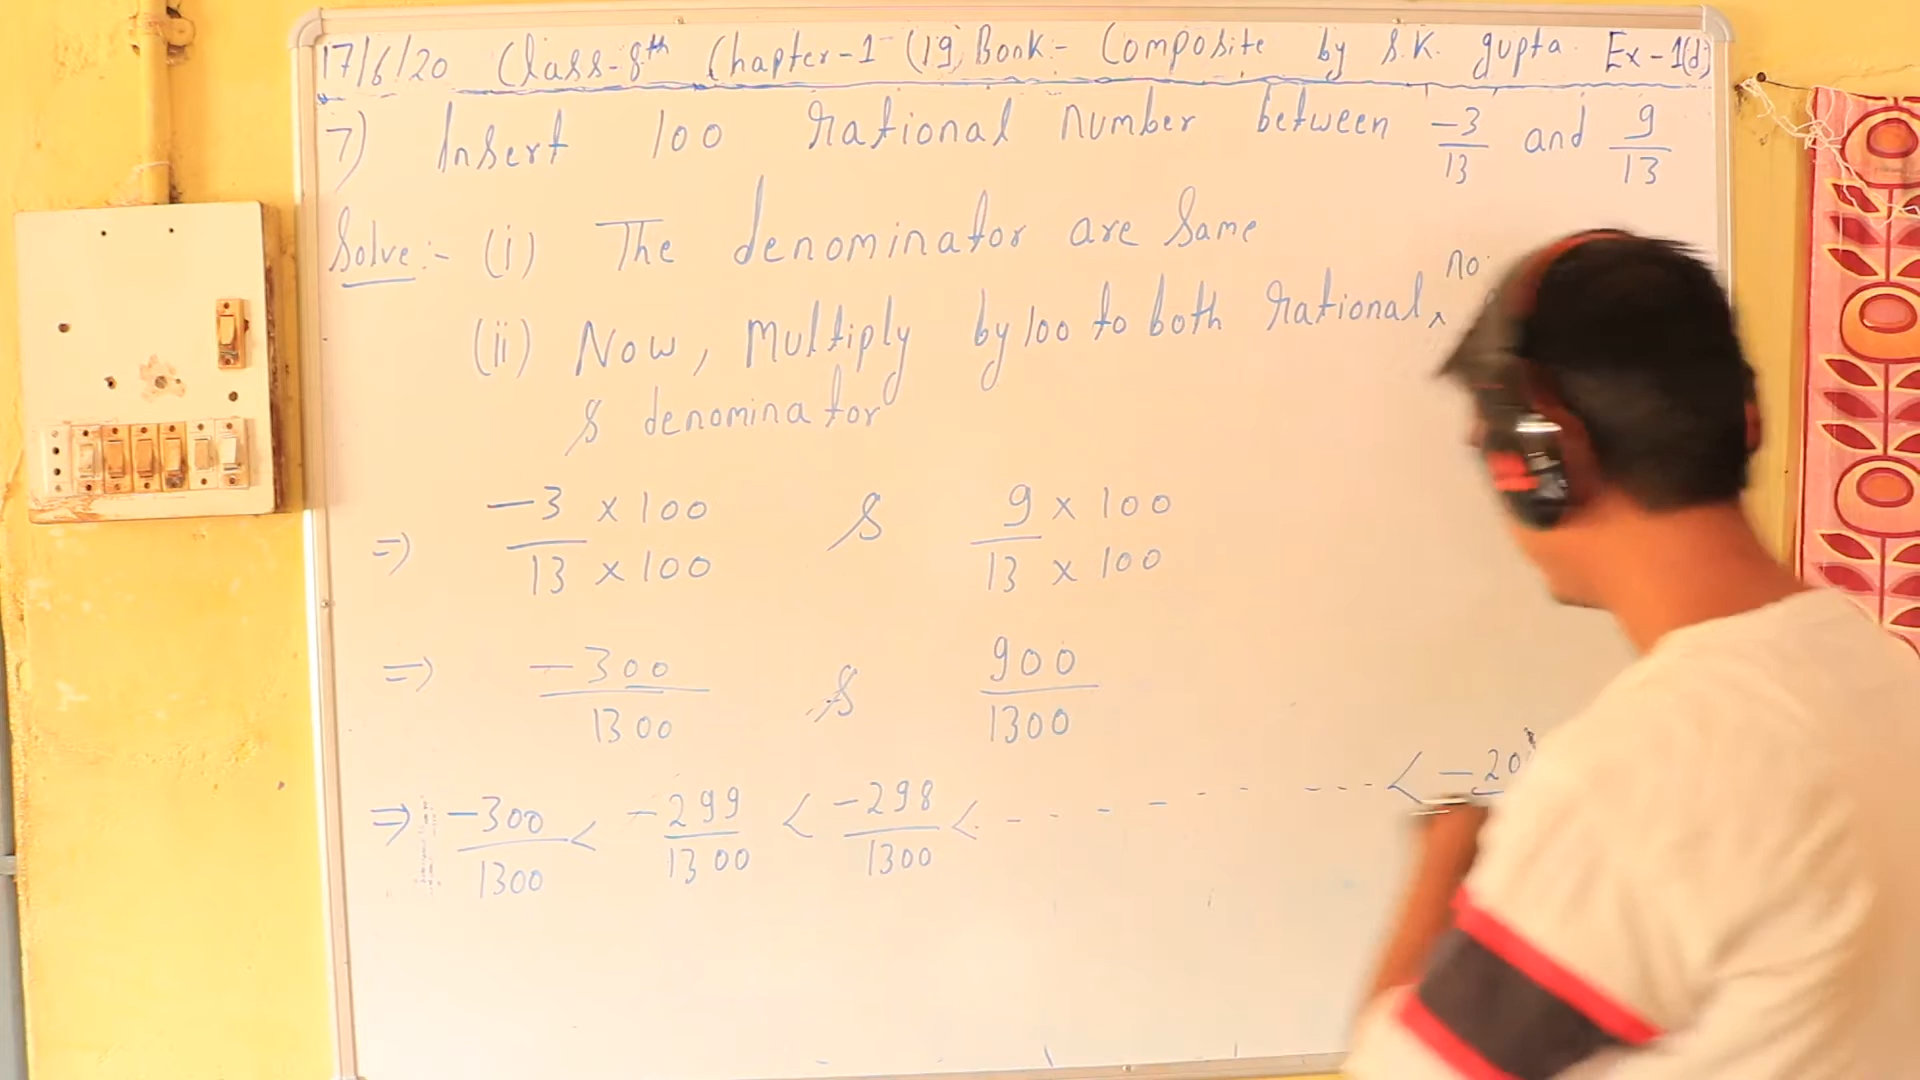 17/6/20 Class-8th Chapter-1 (19) Book:- Composite by S.K. gupta. Ex-1(d)
7) Insert 100 rational number between -3/13 and 9/13
Solve:- (i) The denominator are same
(ii) Now, Multiply by 100 to both rational no.
& denominator
=> -3 x 100 / 13 x 100 & 9 x 100 / 13 x 100
=> -300/1300 & 900/1300
=> -300/1300 < -299/1300 < -298/1300 < - - - - - - - - - - < -20